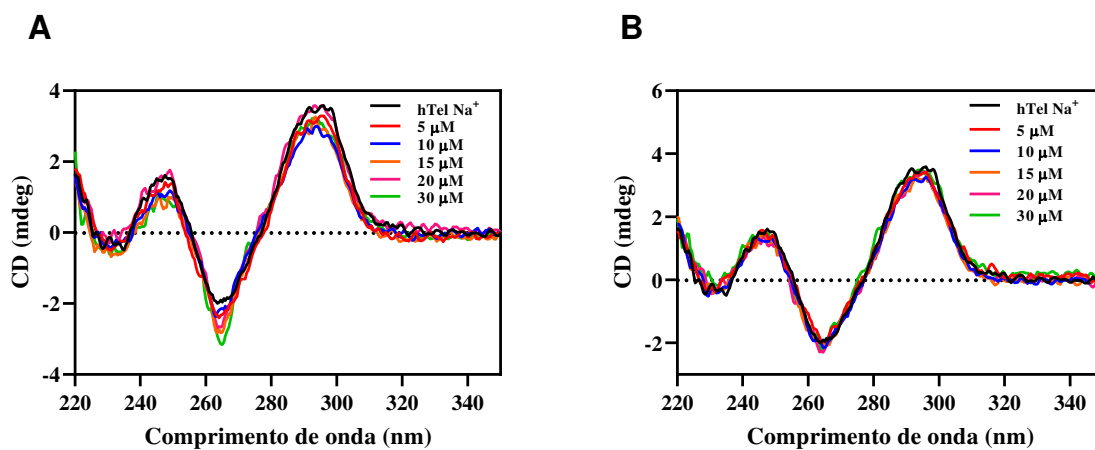 A
B
4
2
0
-2
-4
CD (mdeg)
220 240 260 280 300 320 340
Comprimento de onda (nm)
hTel Na⁺
5 μM
10 μM
15 μM
20 μM
30 μM
6
4
2
0
-2
CD (mdeg)
220 240 260 280 300 320 340
Comprimento de onda (nm)
hTel Na⁺
5 μM
10 μM
15 μM
20 μM
30 μM